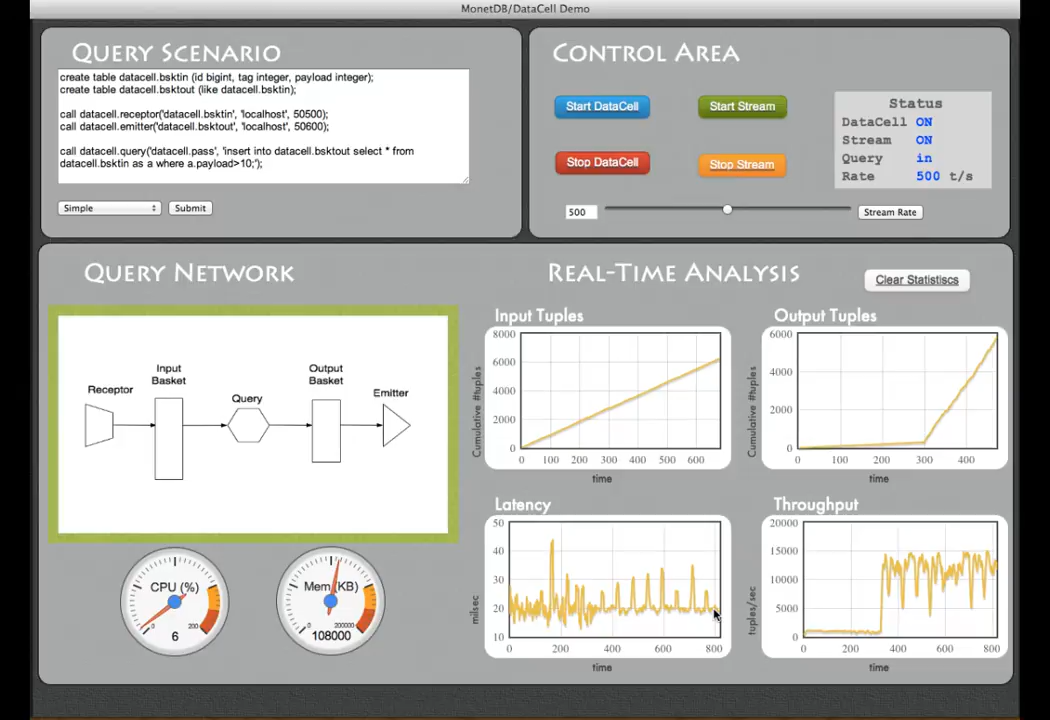 MonetDB/DataCell Demo
Query Scenario
create table datacell.bsktin (id bigint, tag integer, payload integer);
create table datacell.bsktout (like datacell.bsktin);
call datacell.receptor('datacell.bsktin', 'localhost', 50500);
call datacell.emitter('datacell.bsktout', 'localhost', 50600);
call datacell.query('datacell.pass', 'insert into datacell.bsktout select * from
datacell.bsktin as a where a.payload>10;');
Simple
Submit
Control Area
Start DataCell
Start Stream
Stop DataCell
Stop Stream
Status
DataCell ON
Stream ON
Query in
Rate 500 t/s
500
Stream Rate
Query Network
Receptor
Input
Basket
Query
Output
Basket
Emitter
CPU (%)
0
200
6
Mem (KB)
0
200000
108000
Real-Time Analysis
Clear Statistiscs
Input Tuples
Cumulative #tuples
8000
6000
4000
2000
0
0 100 200 300 400 500 600
time
Output Tuples
Cumulative #tuples
6000
4000
2000
0
0 100 200 300 400
time
Latency
milsec
50
40
30
20
10
0 200 400 600 800
time
Throughput
tuples/sec
20000
15000
10000
5000
0
0 200 400 600 800
time